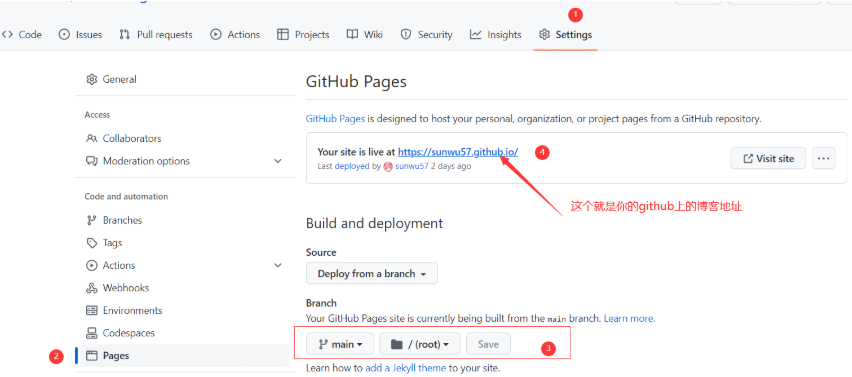 1
Code Issues Pull requests Actions Projects Wiki Security Insights Settings
General
Access
Collaborators
Moderation options
Code and automation
Branches
Tags
Actions
Webhooks
Environments
Codespaces
2 Pages
GitHub Pages
GitHub Pages is designed to host your personal, organization, or project pages from a GitHub repository.
Your site is live at https://sunwu57.github.io/ 4
Last deployed by sunwu57 2 days ago
Visit site
这个就是你的github上的博客地址
Build and deployment
Source
Deploy from a branch
Branch
Your GitHub Pages site is currently being built from the main branch. Learn more.
main / (root) Save 3
Learn how to add a Jekyll theme to your site.